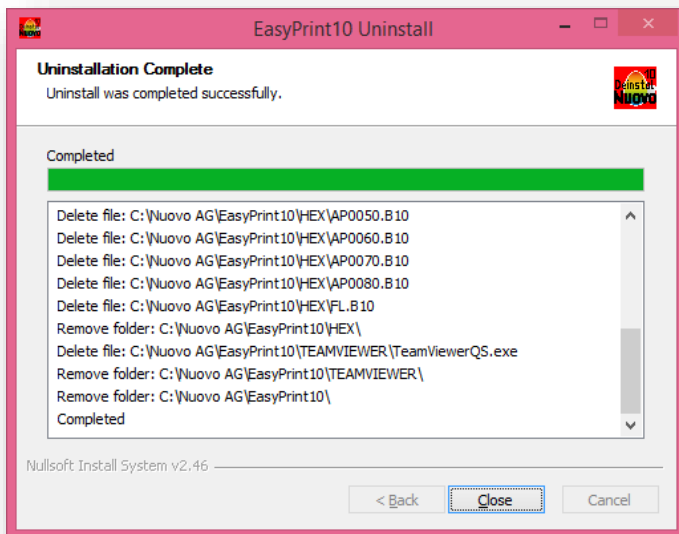 EasyPrint10 Uninstall
Uninstallation Complete
Uninstall was completed successfully.
10
Deinstal
Nuovo
Completed
Delete file: C:\Nuovo AG\EasyPrint10\HEX\AP0050.B10
Delete file: C:\Nuovo AG\EasyPrint10\HEX\AP0060.B10
Delete file: C:\Nuovo AG\EasyPrint10\HEX\AP0070.B10
Delete file: C:\Nuovo AG\EasyPrint10\HEX\AP0080.B10
Delete file: C:\Nuovo AG\EasyPrint10\HEX\FL.B10
Remove folder: C:\Nuovo AG\EasyPrint10\HEX\
Delete file: C:\Nuovo AG\EasyPrint10\TEAMVIEWER\TeamViewerQS.exe
Remove folder: C:\Nuovo AG\EasyPrint10\TEAMVIEWER\
Remove folder: C:\Nuovo AG\EasyPrint10\
Completed
Nullsoft Install System v2.46
< Back Close Cancel